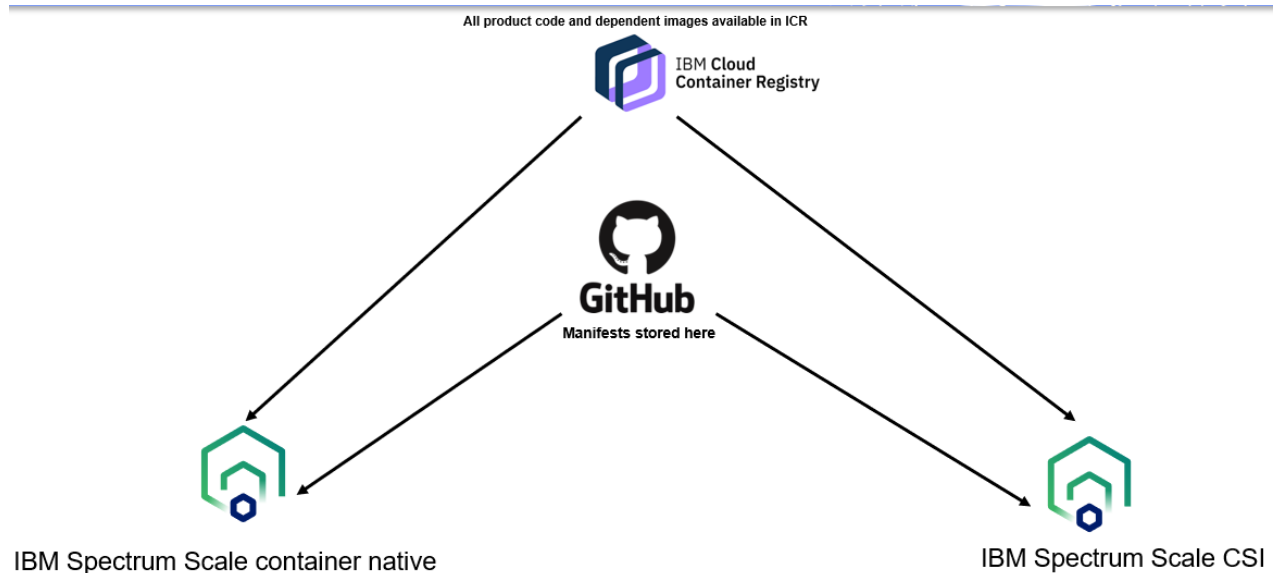 All product code and dependent images available in ICR
IBM Cloud
Container Registry
GitHub
Manifests stored here
IBM Spectrum Scale container native
IBM Spectrum Scale CSI